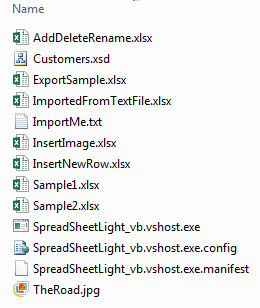 Name
AddDeleteRename.xlsx
Customers.xsd
ExportSample.xlsx
ImportedFromTextFile.xlsx
ImportMe.txt
InsertImage.xlsx
InsertNewRow.xlsx
Sample1.xlsx
Sample2.xlsx
SpreadSheetLight_vb.vshost.exe
SpreadSheetLight_vb.vshost.exe.config
SpreadSheetLight_vb.vshost.exe.manifest
TheRoad.jpg